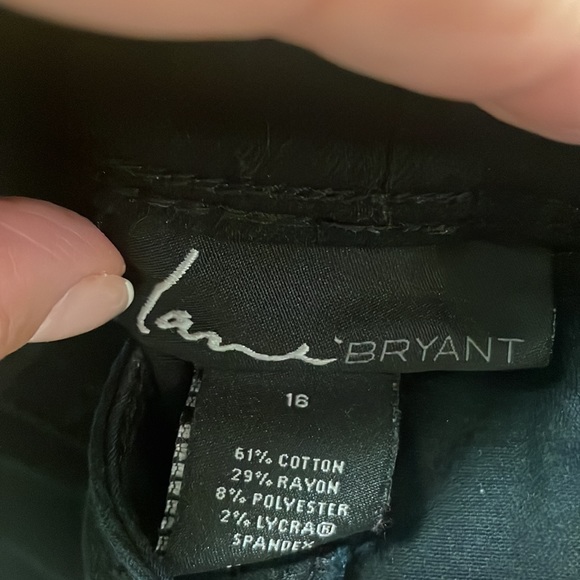 Lane BRYANT
16
61% COTTON
29% RAYON
8% POLYESTER
2% LYCRA®
SPANDEX